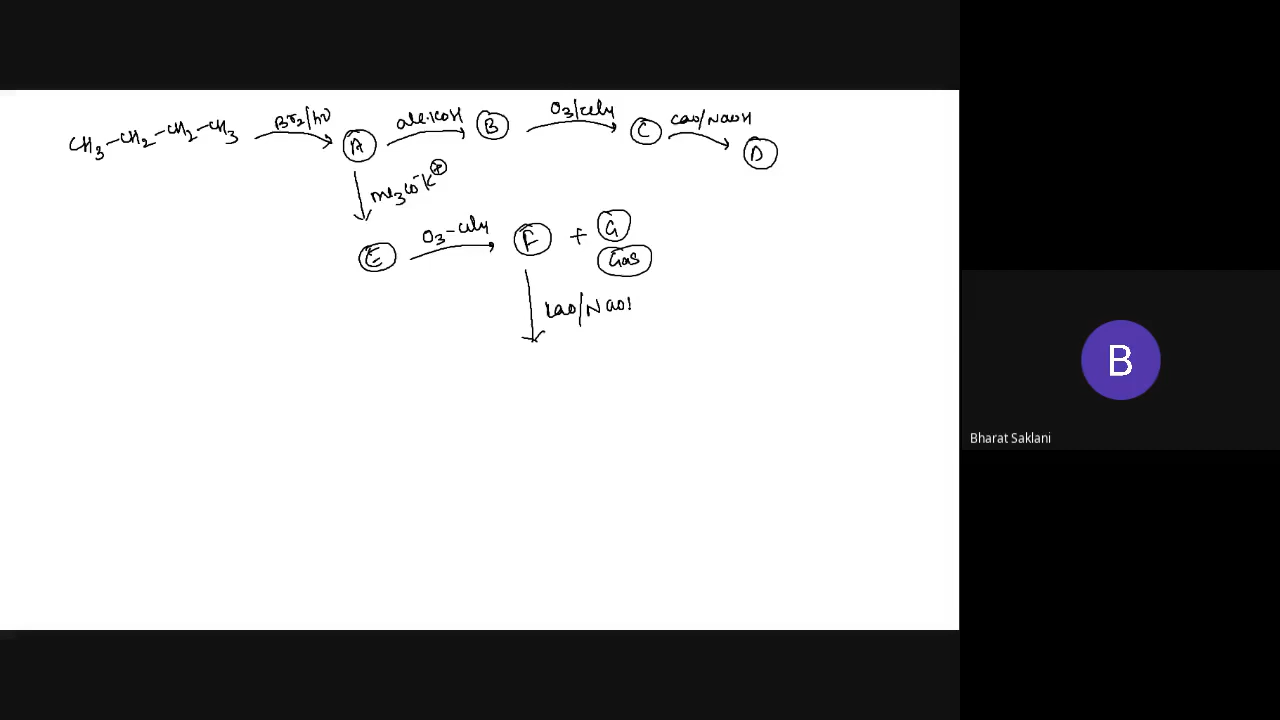 CH3-CH2-CH2-CH3 Br2/hν A alc.KOH B O3/CCl4 C CaO/NaOH D
Me3CO-K+
E O3-CCl4 F + G
Gas
CaO/NaO
B
Bharat Saklani